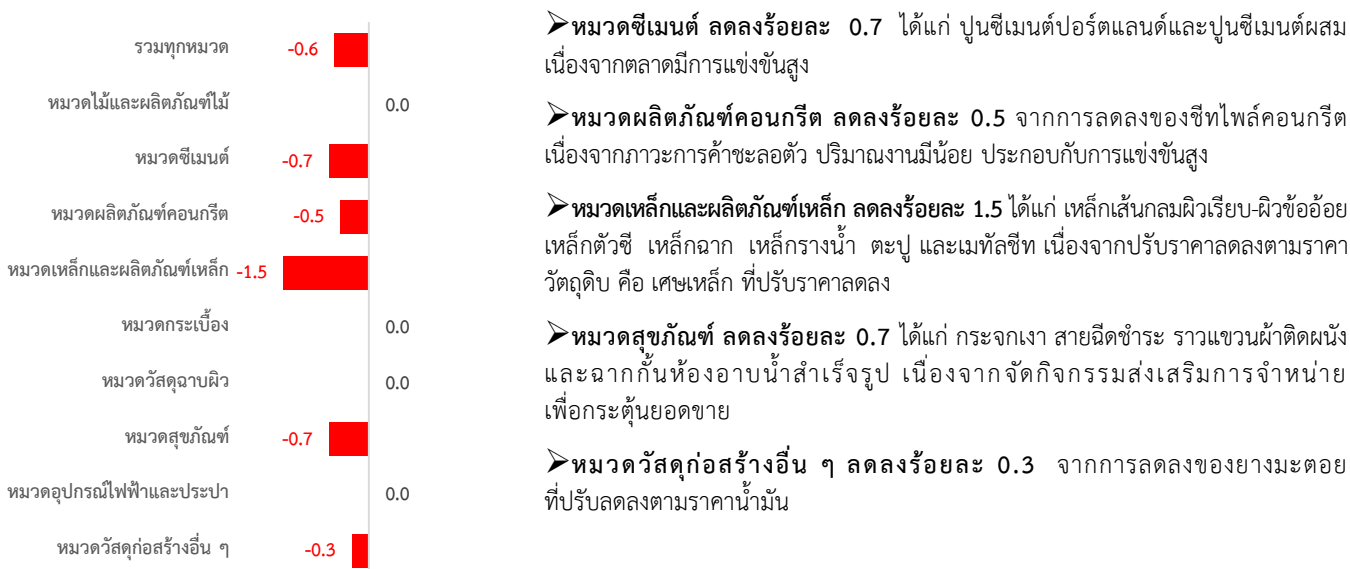 รวมทุกหมวด -0.6
หมวดไม้และผลิตภัณฑ์ไม้ 0.0
หมวดซีเมนต์ -0.7
หมวดผลิตภัณฑ์คอนกรีต -0.5
หมวดเหล็กและผลิตภัณฑ์เหล็ก -1.5
หมวดกระเบื้อง 0.0
หมวดวัสดุฉาบผิว 0.0
หมวดสุขภัณฑ์ -0.7
หมวดอุปกรณ์ไฟฟ้าและประปา 0.0
หมวดวัสดุก่อสร้างอื่น ๆ -0.3
➢หมวดซีเมนต์ ลดลงร้อยละ 0.7 ได้แก่ ปูนซีเมนต์ปอร์ตแลนด์และปูนซีเมนต์ผสม
เนื่องจากตลาดมีการแข่งขันสูง
➢หมวดผลิตภัณฑ์คอนกรีต ลดลงร้อยละ 0.5 จากการลดลงของชีทไพล์คอนกรีต
เนื่องจากภาวะการค้าชะลอตัว ปริมาณงานมีน้อย ประกอบกับการแข่งขันสูง
➢หมวดเหล็กและผลิตภัณฑ์เหล็ก ลดลงร้อยละ 1.5 ได้แก่ เหล็กเส้นกลมผิวเรียบ-ผิวข้ออ้อย
เหล็กตัวซี เหล็กฉาก เหล็กรางน้ำ ตะปู และเมทัลชีท เนื่องจากปรับราคาลดลงตามราคา
วัตถุดิบ คือ เศษเหล็ก ที่ปรับราคาลดลง
➢หมวดสุขภัณฑ์ ลดลงร้อยละ 0.7 ได้แก่ กระจกเงา สายฉีดชำระ ราวแขวนผ้าติดผนัง
และฉากกั้นห้องอาบน้ำสำเร็จรูป เนื่องจากจัดกิจกรรมส่งเสริมการจำหน่าย
เพื่อกระตุ้นยอดขาย
➢หมวดวัสดุก่อสร้างอื่น ๆ ลดลงร้อยละ 0.3 จากการลดลงของยางมะตอย
ที่ปรับลดลงตามราคาน้ำมัน